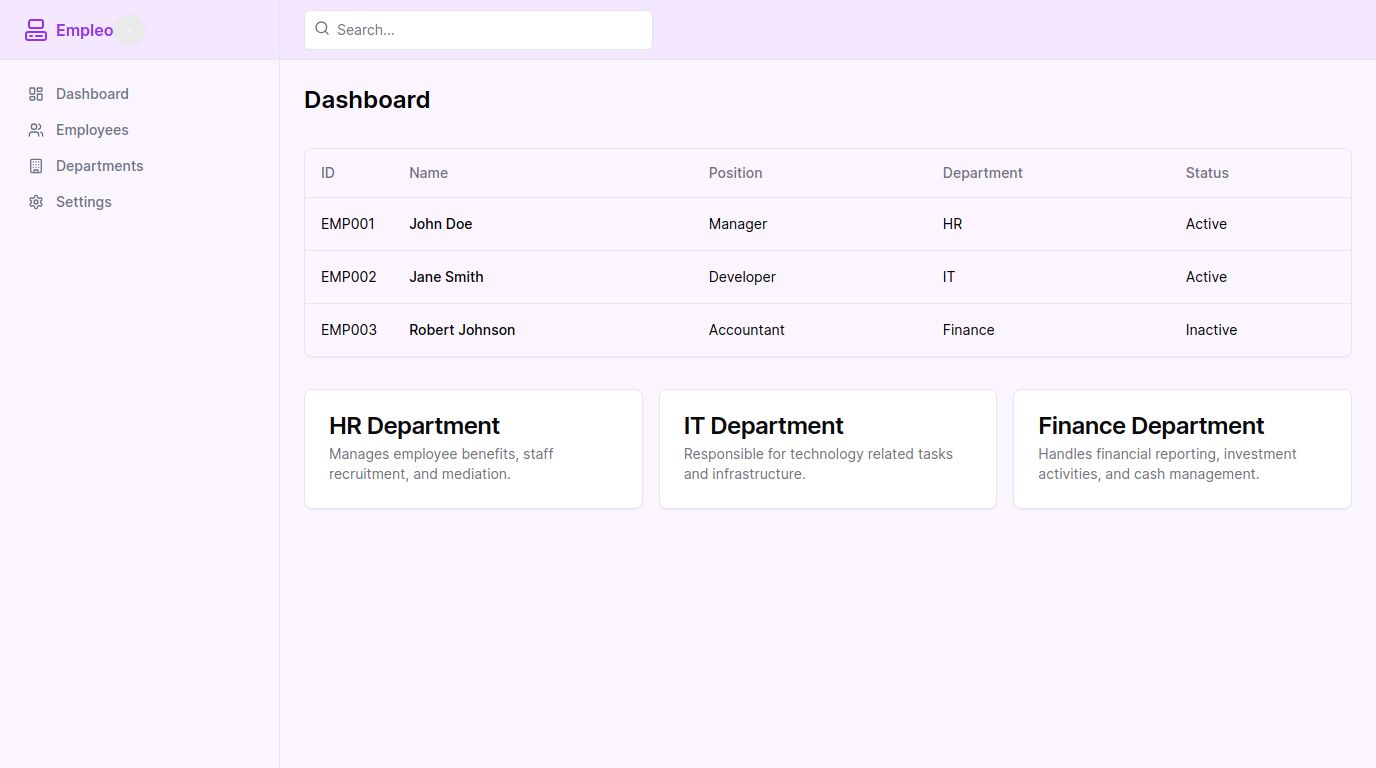 Empleo
Search...
Dashboard
Employees
Departments
Settings
Dashboard
ID Name Position Department Status
EMP001 John Doe Manager HR Active
EMP002 Jane Smith Developer IT Active
EMP003 Robert Johnson Accountant Finance Inactive
HR Department
Manages employee benefits, staff
recruitment, and mediation.
IT Department
Responsible for technology related tasks
and infrastructure.
Finance Department
Handles financial reporting, investment
activities, and cash management.